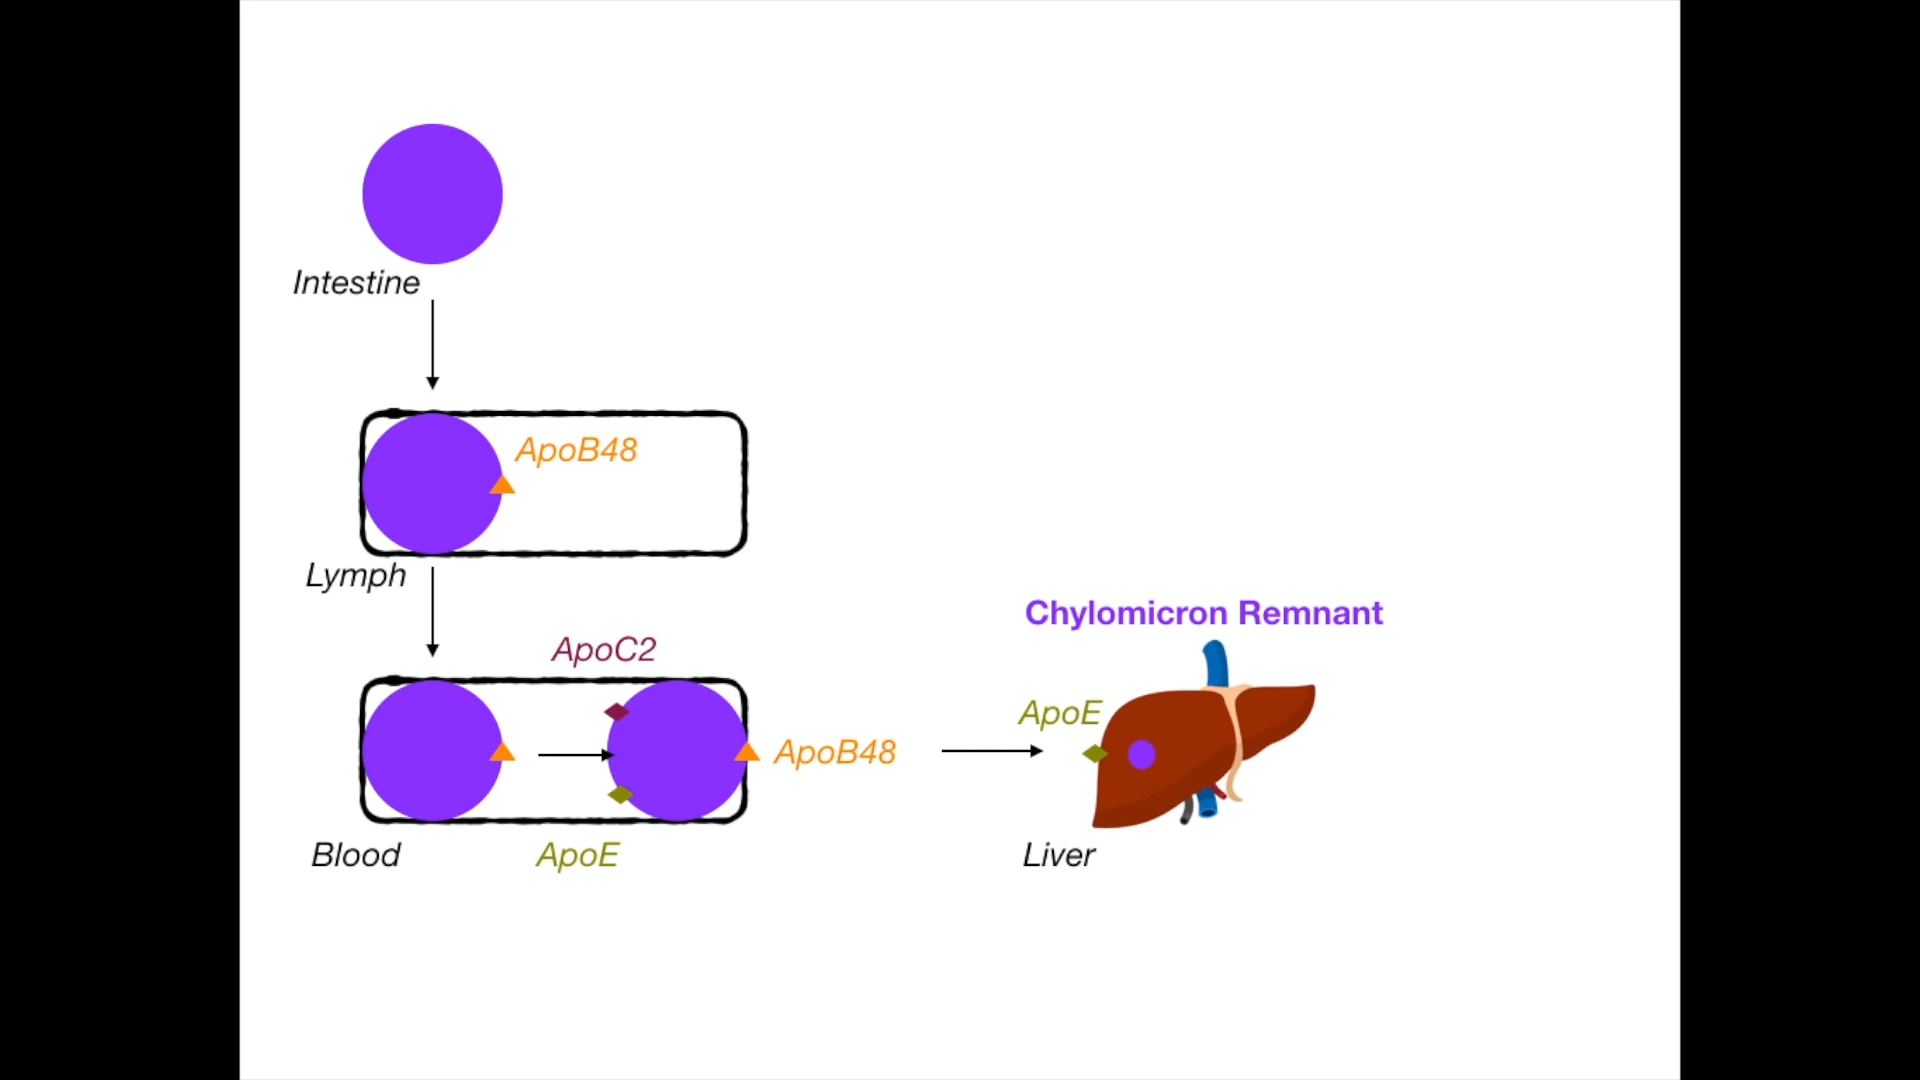 Intestine
ApoB48
Lymph
ApoC2
Chylomicron Remnant
ApoE
ApoB48
Blood
ApoE
Liver